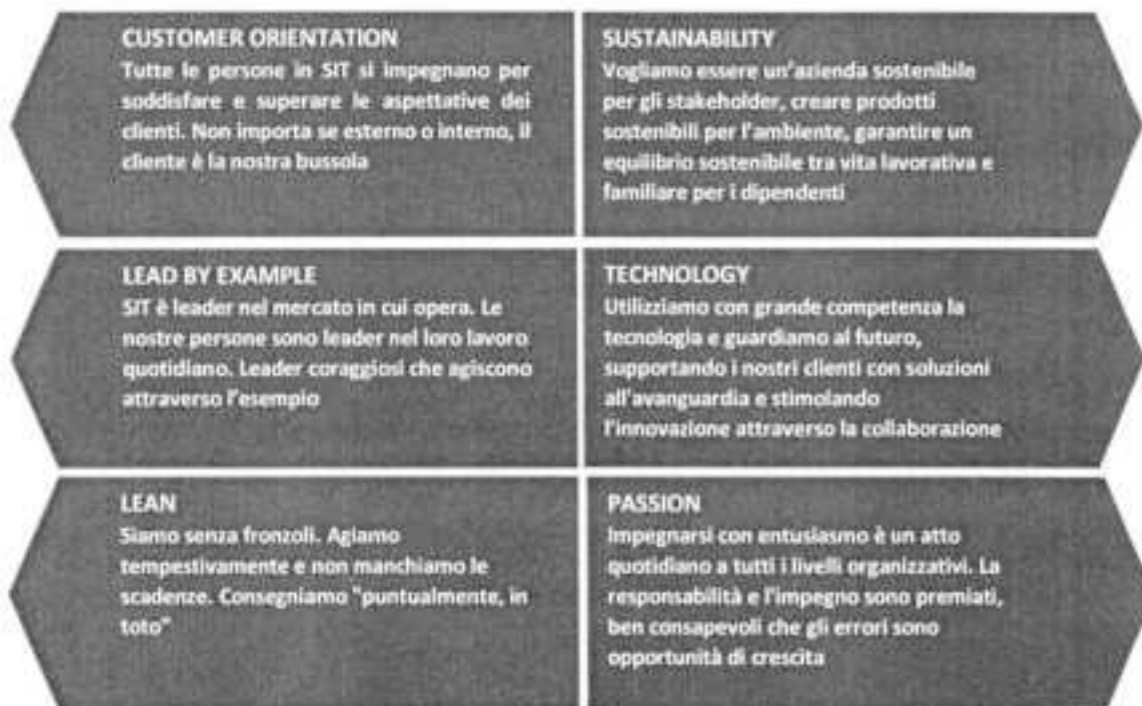 CUSTOMER ORIENTATION
Tutte le persone in SIT si impegnano per
soddisfare e superare le aspettative dei
clienti. Non importa se esterno o interno, il
cliente è la nostra bussola
SUSTAINABILITY
Vogliamo essere un'azienda sostenibile
per gli stakeholder, creare prodotti
sostenibili per l'ambiente, garantire un
equilibrio sostenibile tra vita lavorativa e
familiare per i dipendenti
LEAD BY EXAMPLE
SIT è leader nel mercato in cui opera. Le
nostre persone sono leader nel loro lavoro
quotidiano. Leader coraggiosi che agiscono
attraverso l'esempio
TECHNOLOGY
Utilizziamo con grande competenza la
tecnologia e guardiamo al futuro,
supportando i nostri clienti con soluzioni
all'avanguardia e stimolando
l'innovazione attraverso la collaborazione
LEAN
Siamo senza fronzoli. Agiamo
tempestivamente e non manchiamo le
scadenze. Consegniamo "puntualmente, in
toto"
PASSION
Impegnarsi con entusiasmo è un atto
quotidiano a tutti i livelli organizzativi. La
responsabilità e l'impegno sono premiati,
ben consapevoli che gli errori sono
opportunità di crescita